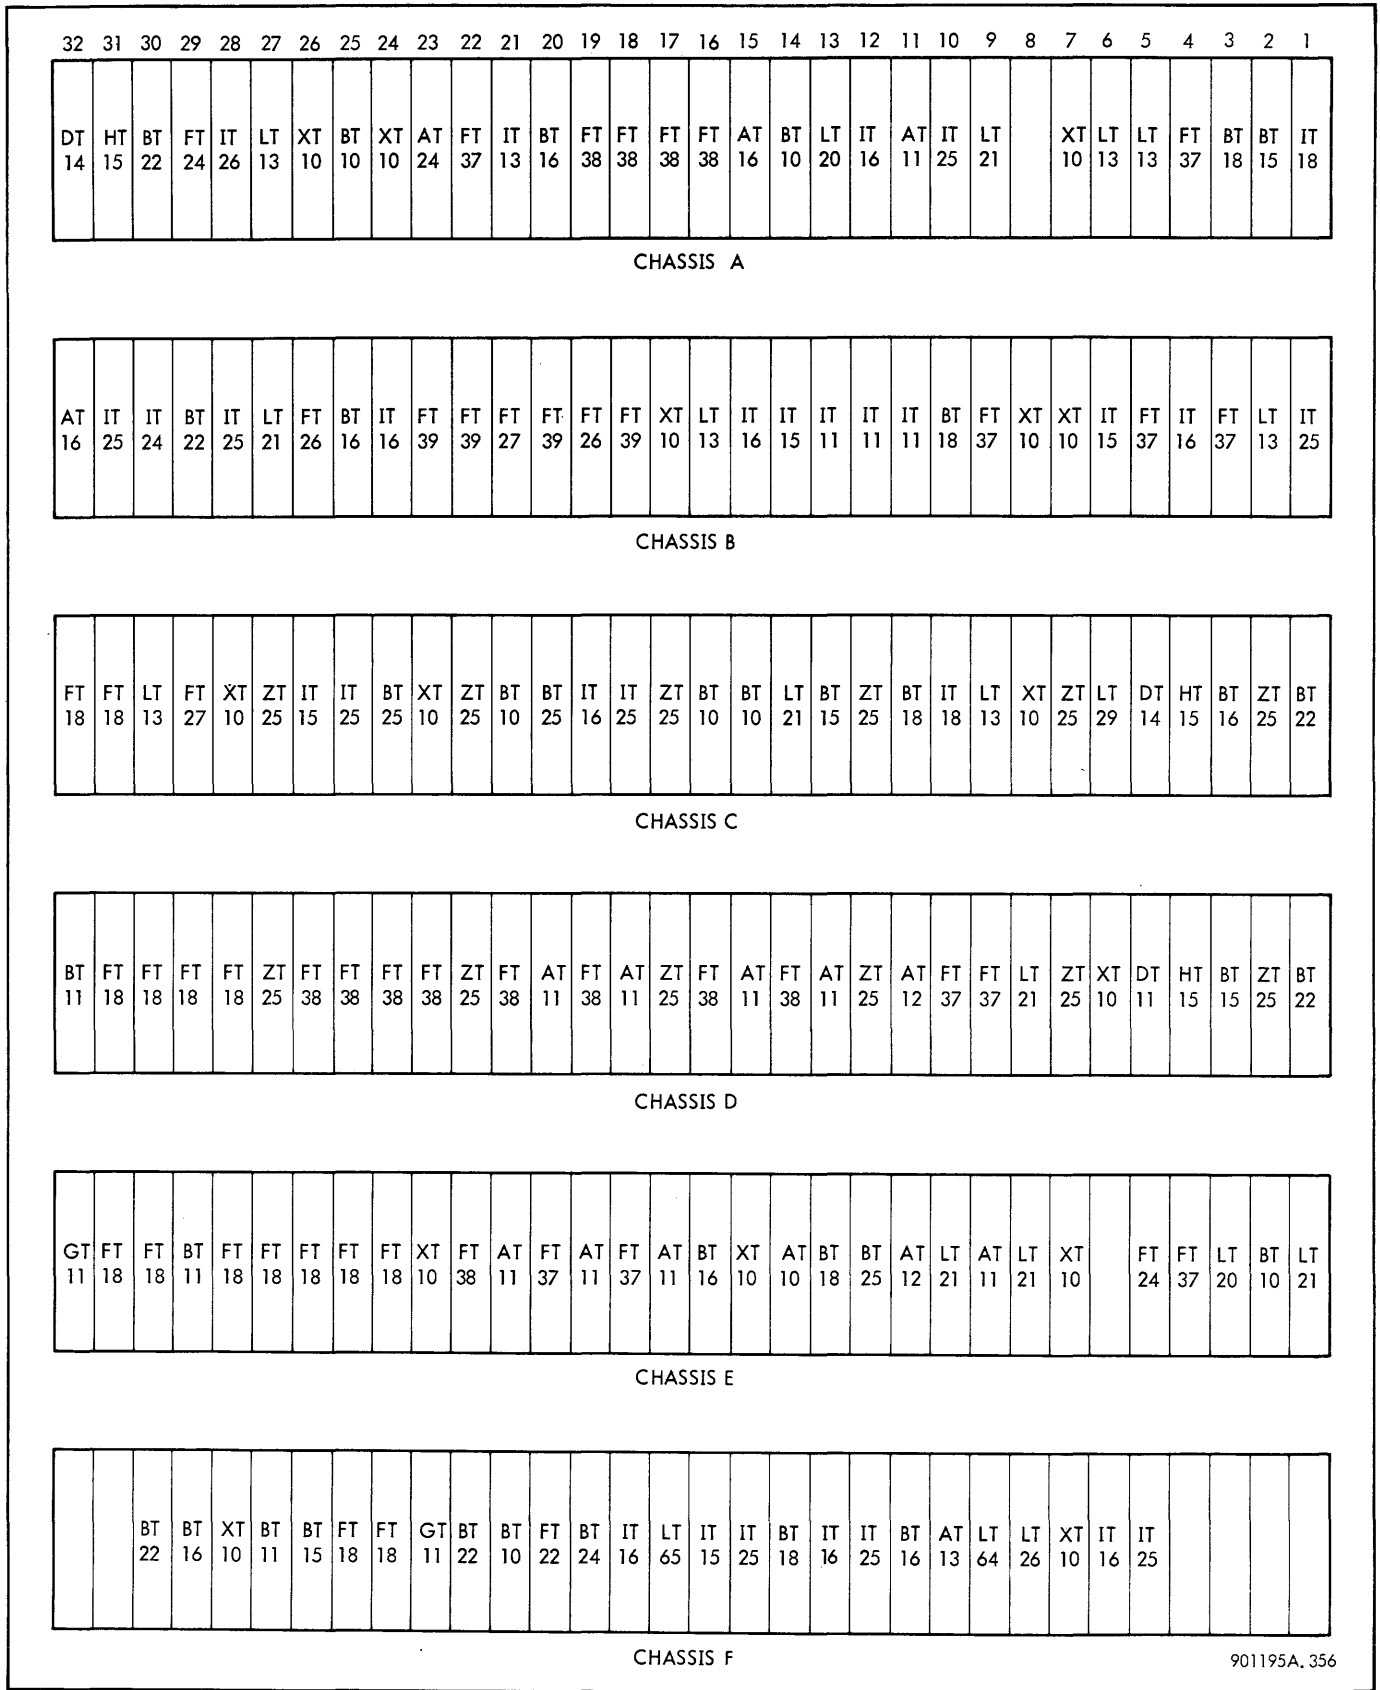 32 31 30 29 28 27 26 25 24 23 22 21 20 19 18 17 16 15 14 13 12 11 10 9 8 7 6 5 4 3 2 1
DT HT BT FT IT LT XT BT XT AT FT IT BT FT FT FT FT AT BT LT IT AT IT LT XT LT LT FT BT BT IT
14 15 22 24 26 13 10 10 10 24 37 13 16 38 38 38 38 16 10 20 16 11 25 21 10 13 13 37 18 15 18
CHASSIS A
AT IT IT BT IT LT FT BT IT FT FT FT FT FT FT XT LT IT IT IT IT IT BT FT XT XT IT FT IT FT LT IT
16 25 24 22 25 21 26 16 16 39 39 27 39 26 39 10 13 16 15 11 11 11 18 37 10 10 15 37 16 37 13 25
CHASSIS B
FT FT LT FT XT ZT IT IT BT XT ZT BT BT IT IT ZT BT BT LT BT ZT BT IT LT XT ZT LT DT HT BT ZT BT
18 18 13 27 10 25 15 25 25 10 25 10 25 16 25 25 10 10 21 15 25 18 18 13 10 25 29 14 15 16 25 22
CHASSIS C
BT FT FT FT FT ZT FT FT FT FT ZT FT AT FT AT ZT FT AT FT AT ZT AT FT FT LT ZT XT DT HT BT ZT BT
11 18 18 18 18 25 38 38 38 38 25 38 11 38 11 25 38 11 38 11 25 12 37 37 21 25 10 11 15 15 25 22
CHASSIS D
GT FT FT BT FT FT FT FT FT XT FT AT FT AT FT AT BT XT AT BT BT AT LT AT LT XT FT FT LT BT LT
11 18 18 11 18 18 18 18 18 10 38 11 37 11 37 11 16 10 10 18 25 12 21 11 21 10 24 37 20 10 21
CHASSIS E
BT BT XT BT BT FT FT GT BT BT FT BT IT LT IT IT BT IT IT BT AT LT LT XT IT IT
22 16 10 11 15 18 18 11 22 10 22 24 16 65 15 25 18 16 25 16 13 64 26 10 16 25
CHASSIS F
901195A.356